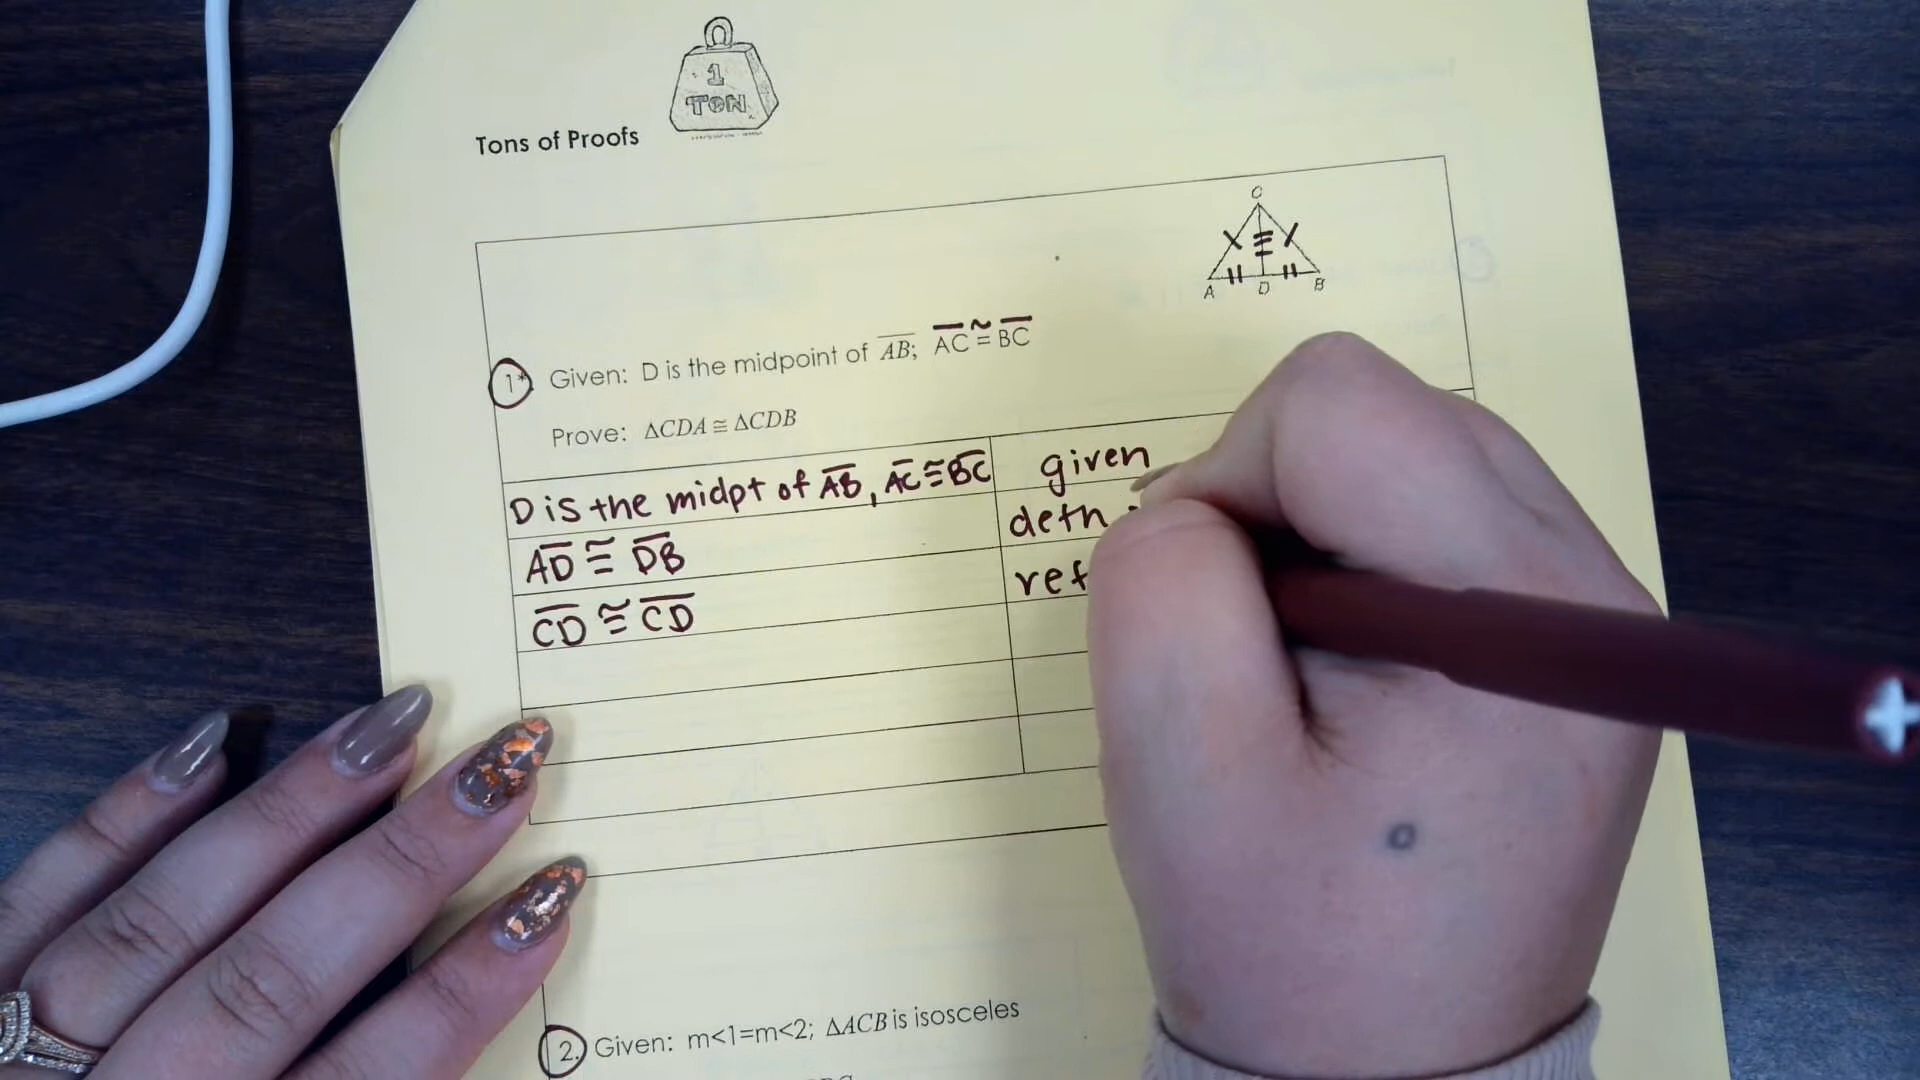 1
TON
Tons of Proofs
C
A D B
1* Given: D is the midpoint of AB; AC ≅ BC
Prove: ΔCDA ≅ ΔCDB
D is the midpt of AB, AC ≅ BC given
AD ≅ DB defn
CD ≅ CD ref
2. Given: m<1=m<2; ΔACB is isosceles